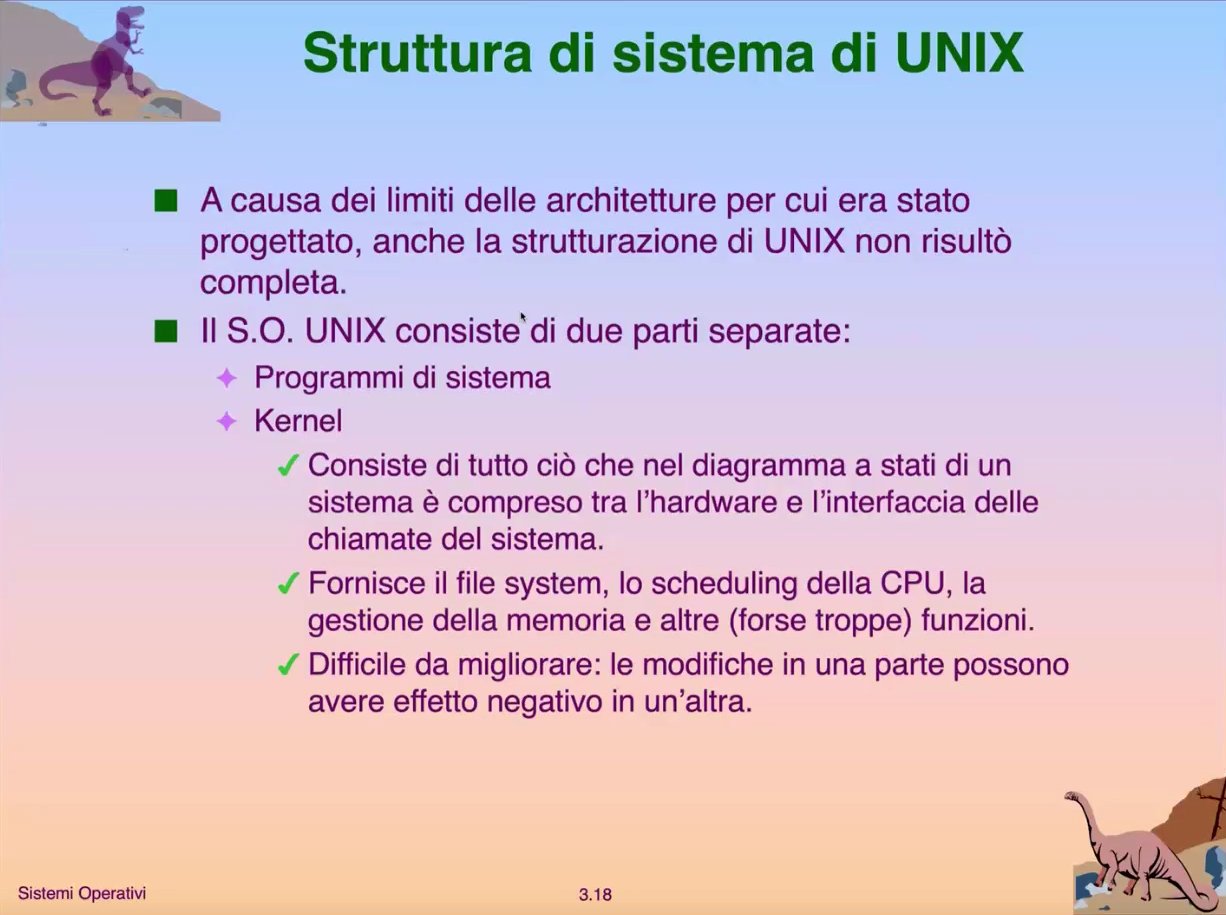 Struttura di sistema di UNIX
A causa dei limiti delle architetture per cui era stato
progettato, anche la strutturazione di UNIX non risultò
completa.
Il S.O. UNIX consiste di due parti separate:
Programmi di sistema
Kernel
Consiste di tutto ciò che nel diagramma a stati di un
sistema è compreso tra l'hardware e l'interfaccia delle
chiamate del sistema.
Fornisce il file system, lo scheduling della CPU, la
gestione della memoria e altre (forse troppe) funzioni.
Difficile da migliorare: le modifiche in una parte possono
avere effetto negativo in un'altra.
Sistemi Operativi
3.18